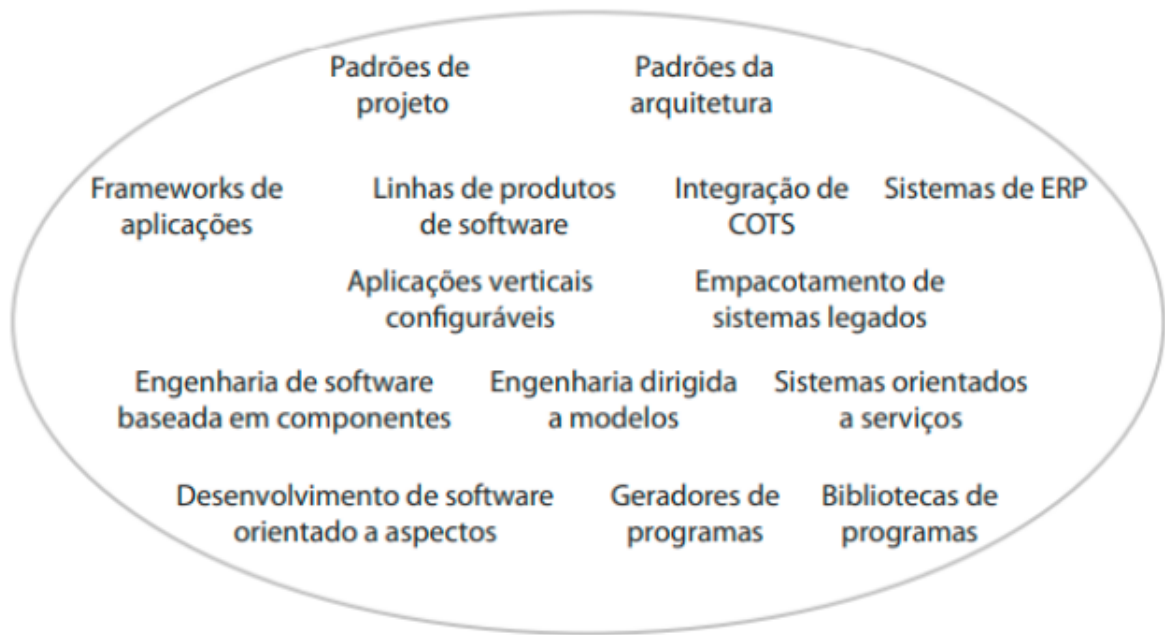 Padrões de projeto
Padrões da arquitetura
Frameworks de aplicações
Linhas de produtos de software
Integração de COTS
Sistemas de ERP
Aplicações verticais configuráveis
Empacotamento de sistemas legados
Engenharia de software baseada em componentes
Engenharia dirigida a modelos
Sistemas orientados a serviços
Desenvolvimento de software orientado a aspectos
Geradores de programas
Bibliotecas de programas